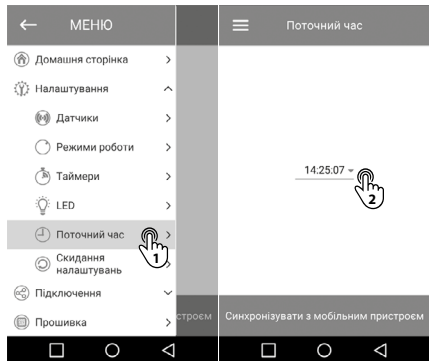 МЕНЮ
Домашня сторінка
Налаштування
Датчики
Режими роботи
Таймери
LED
Поточний час
1
Скидання
налаштувань
Підключення
Прошивка
строєм
Поточний час
14:25:07
2
Синхронізувати з мобільним пристроєм